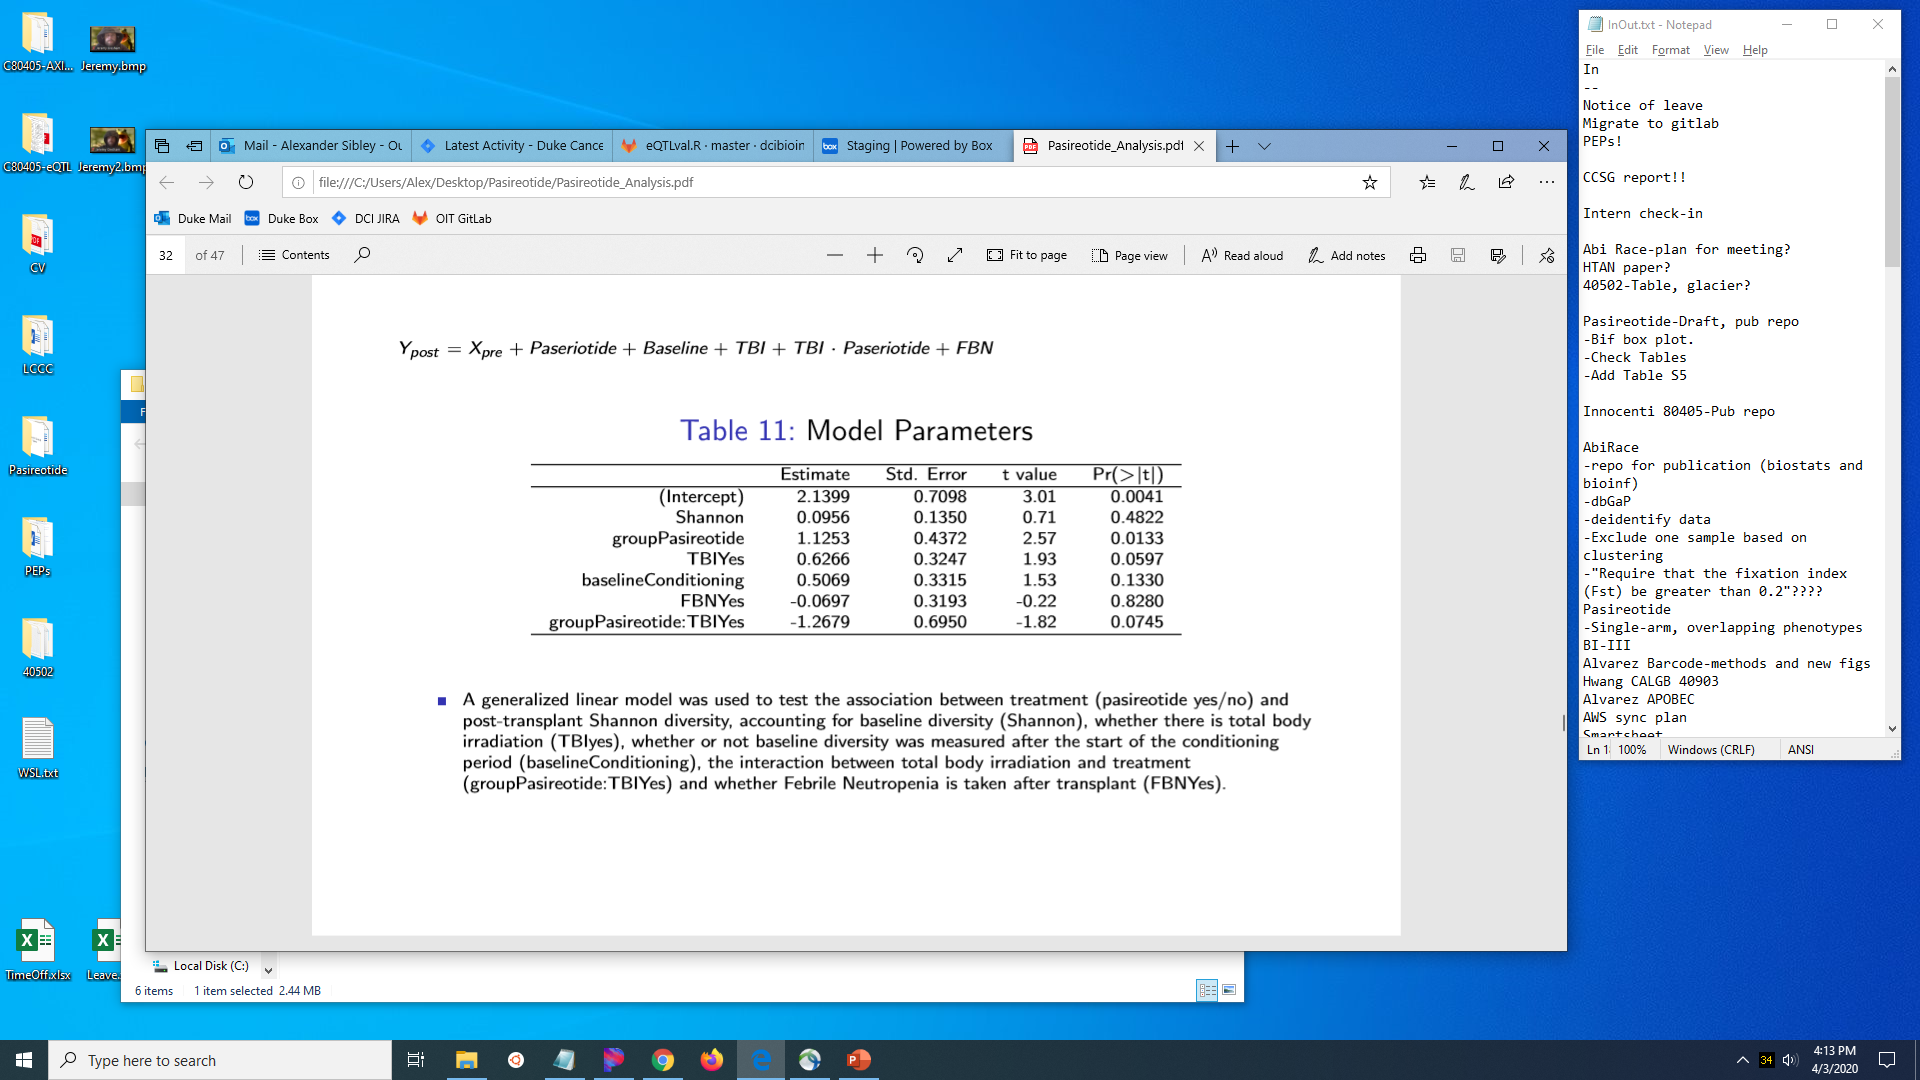 C80405-AXI...
Jeremy.bmp
C80405-eQTL
Jeremy2.bmp
CV
LCCC
Pasireotide
PEPs
40502
WSL.txt
TimeOff.xlsx
Leave.
Mail - Alexander Sibley - Ou
Latest Activity - Duke Cance
eQTLval.R · master · dcibioin
Staging | Powered by Box
Pasireotide_Analysis.pdf
file:///C:/Users/Alex/Desktop/Pasireotide/Pasireotide_Analysis.pdf
Duke Mail
Duke Box
DCI JIRA
OIT GitLab
32 of 47
Contents
Fit to page
Page view
Read aloud
Add notes
Y_post = X_pre + Paseriotide + Baseline + TBI + TBI · Paseriotide + FBN
Table 11: Model Parameters
Estimate Std. Error t value Pr(>|t|)
(Intercept) 2.1399 0.7098 3.01 0.0041
Shannon 0.0956 0.1350 0.71 0.4822
groupPasireotide 1.1253 0.4372 2.57 0.0133
TBIYes 0.6266 0.3247 1.93 0.0597
baselineConditioning 0.5069 0.3315 1.53 0.1330
FBNYes -0.0697 0.3193 -0.22 0.8280
groupPasireotide:TBIYes -1.2679 0.6950 -1.82 0.0745
A generalized linear model was used to test the association between treatment (pasireotide yes/no) and
post-transplant Shannon diversity, accounting for baseline diversity (Shannon), whether there is total body
irradiation (TBIyes), whether or not baseline diversity was measured after the start of the conditioning
period (baselineConditioning), the interaction between total body irradiation and treatment
(groupPasireotide:TBIYes) and whether Febrile Neutropenia is taken after transplant (FBNYes).
F
Local Disk (C:)
6 items 1 item selected 2.44 MB
InOut.txt - Notepad
File Edit Format View Help
In
--
Notice of leave
Migrate to gitlab
PEPs!
CCSG report!!
Intern check-in
Abi Race-plan for meeting?
HTAN paper?
40502-Table, glacier?
Pasireotide-Draft, pub repo
-Bif box plot.
-Check Tables
-Add Table S5
Innocenti 80405-Pub repo
AbiRace
-repo for publication (biostats and
bioinf)
-dbGaP
-deidentify data
-Exclude one sample based on
clustering
-"Require that the fixation index
(Fst) be greater than 0.2"????
Pasireotide
-Single-arm, overlapping phenotypes
BI-III
Alvarez Barcode-methods and new figs
Hwang CALGB 40903
Alvarez APOBEC
AWS sync plan
Smartsheet
Ln 1 100% Windows (CRLF) ANSI
Type here to search
34
4:13 PM
4/3/2020